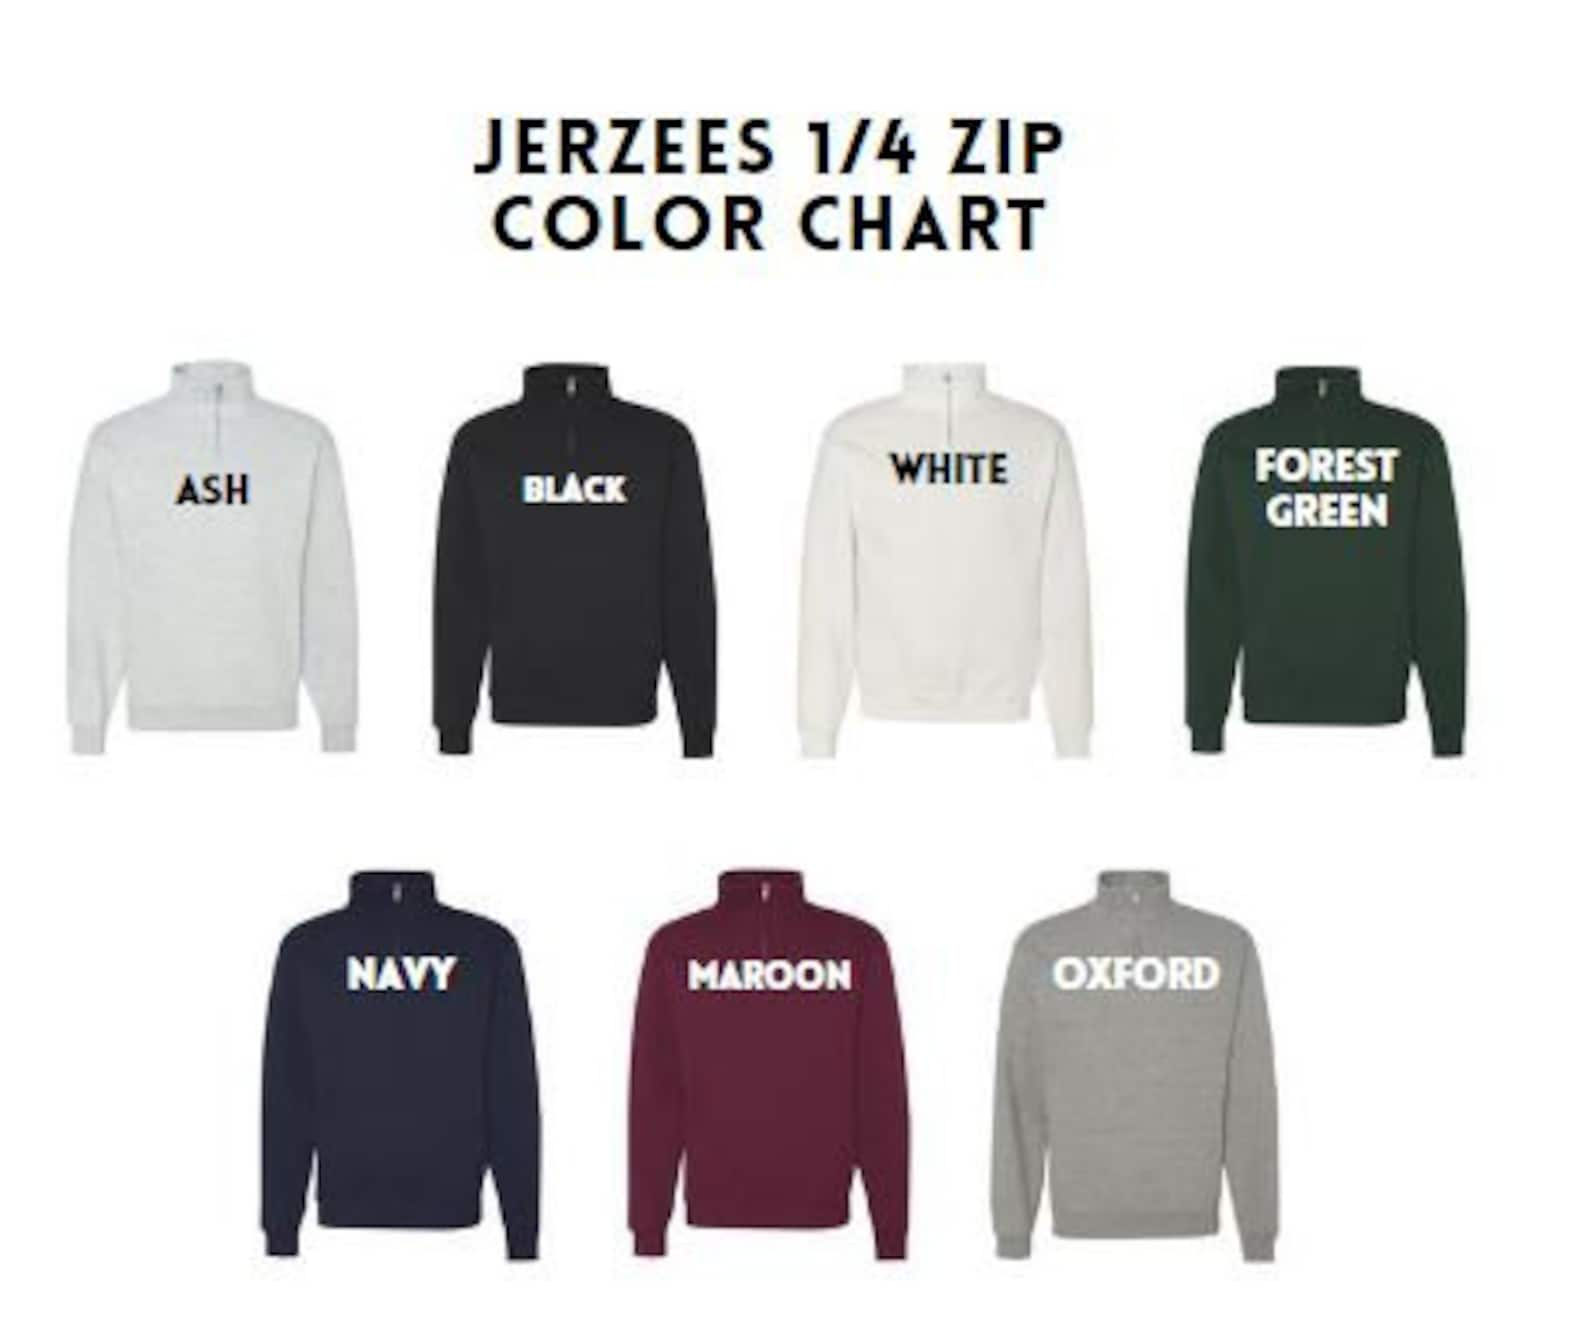 JERZEES 1/4 ZIP
COLOR CHART
ASH
BLACK
WHITE
FOREST
GREEN
NAVY
MAROON
OXFORD